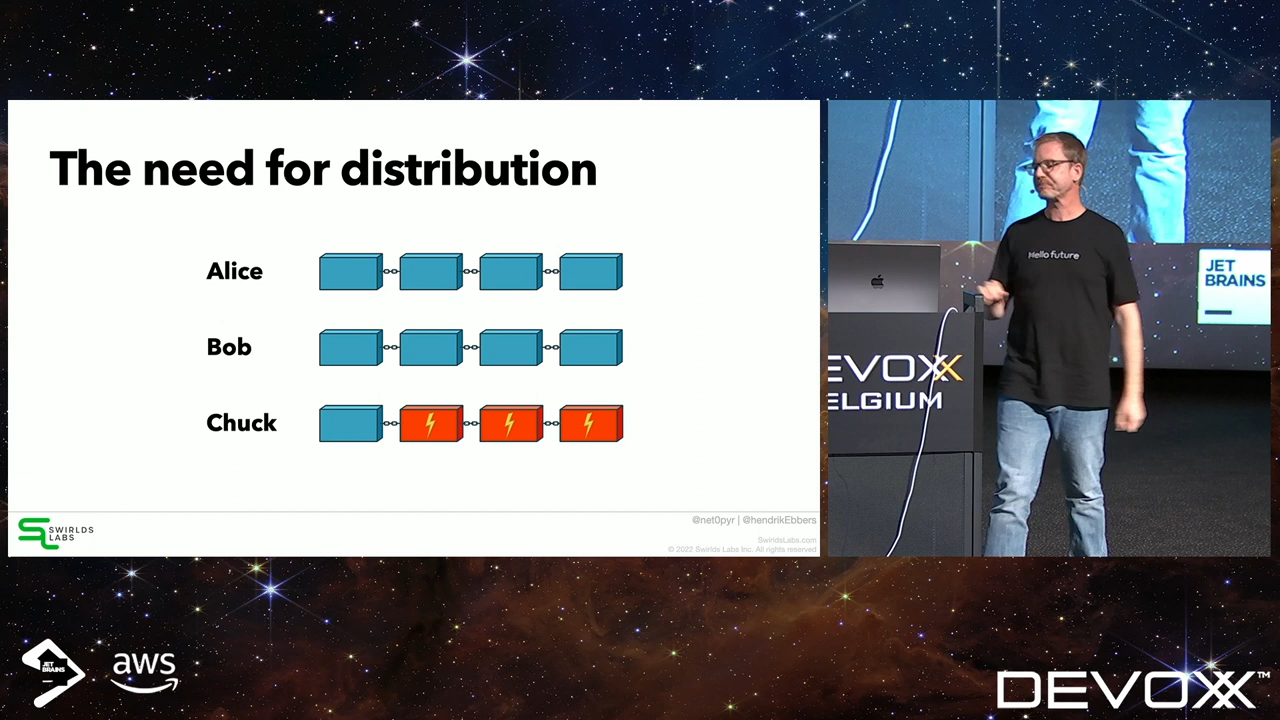 The need for distribution
Alice
Bob
Chuck
SWIRLDS
LABS
@net0pyr | @hendrikEbbers
SwirldsLabs.com
© 2022 Swirlds Labs Inc. All rights reserved
Hello future
JET
BRAINS
EVOXX
ELGIUM
JET
BRAINS
aws
DEVOXX™